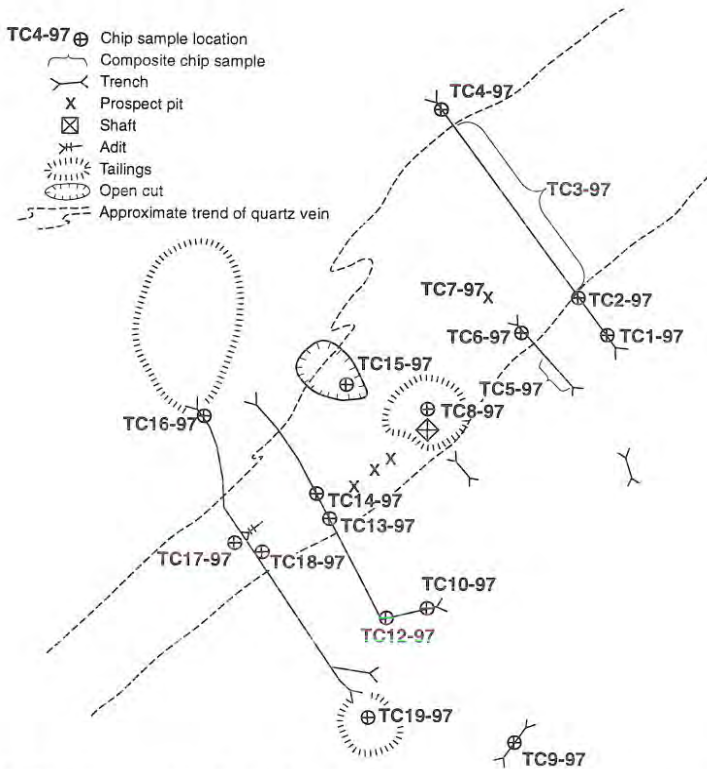 TC4-97 Chip sample location
Composite chip sample
Trench
X Prospect pit
Shaft
Adit
Tailings
Open cut
Approximate trend of quartz vein
TC4-97
TC3-97
TC7-97 X
TC2-97
TC6-97
TC1-97
TC15-97
TC5-97
TC16-97
TC8-97
X
X
X
TC14-97
TC13-97
TC17-97
TC18-97
TC10-97
TC12-97
TC19-97
TC9-97